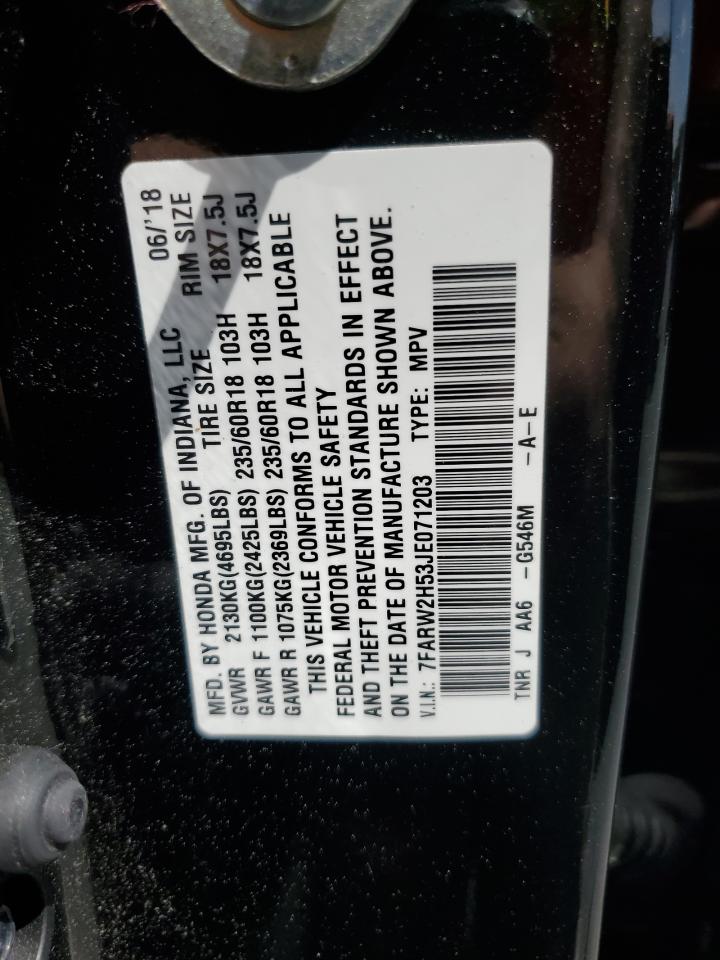 MFD. BY HONDA MFG. OF INDIANA, LLC 06/'18
GVWR 2130KG(4695LBS) TIRE SIZE RIM SIZE
GAWR F 1100KG(2425LBS) 235/60R18 103H 18X7.5J
GAWR R 1075KG(2369LBS) 235/60R18 103H 18X7.5J
THIS VEHICLE CONFORMS TO ALL APPLICABLE
FEDERAL MOTOR VEHICLE SAFETY
AND THEFT PREVENTION STANDARDS IN EFFECT
ON THE DATE OF MANUFACTURE SHOWN ABOVE.
V.I.N.: 7FARW2H53JE071203 TYPE: MPV
TNR J AA6 -G546M -A-E